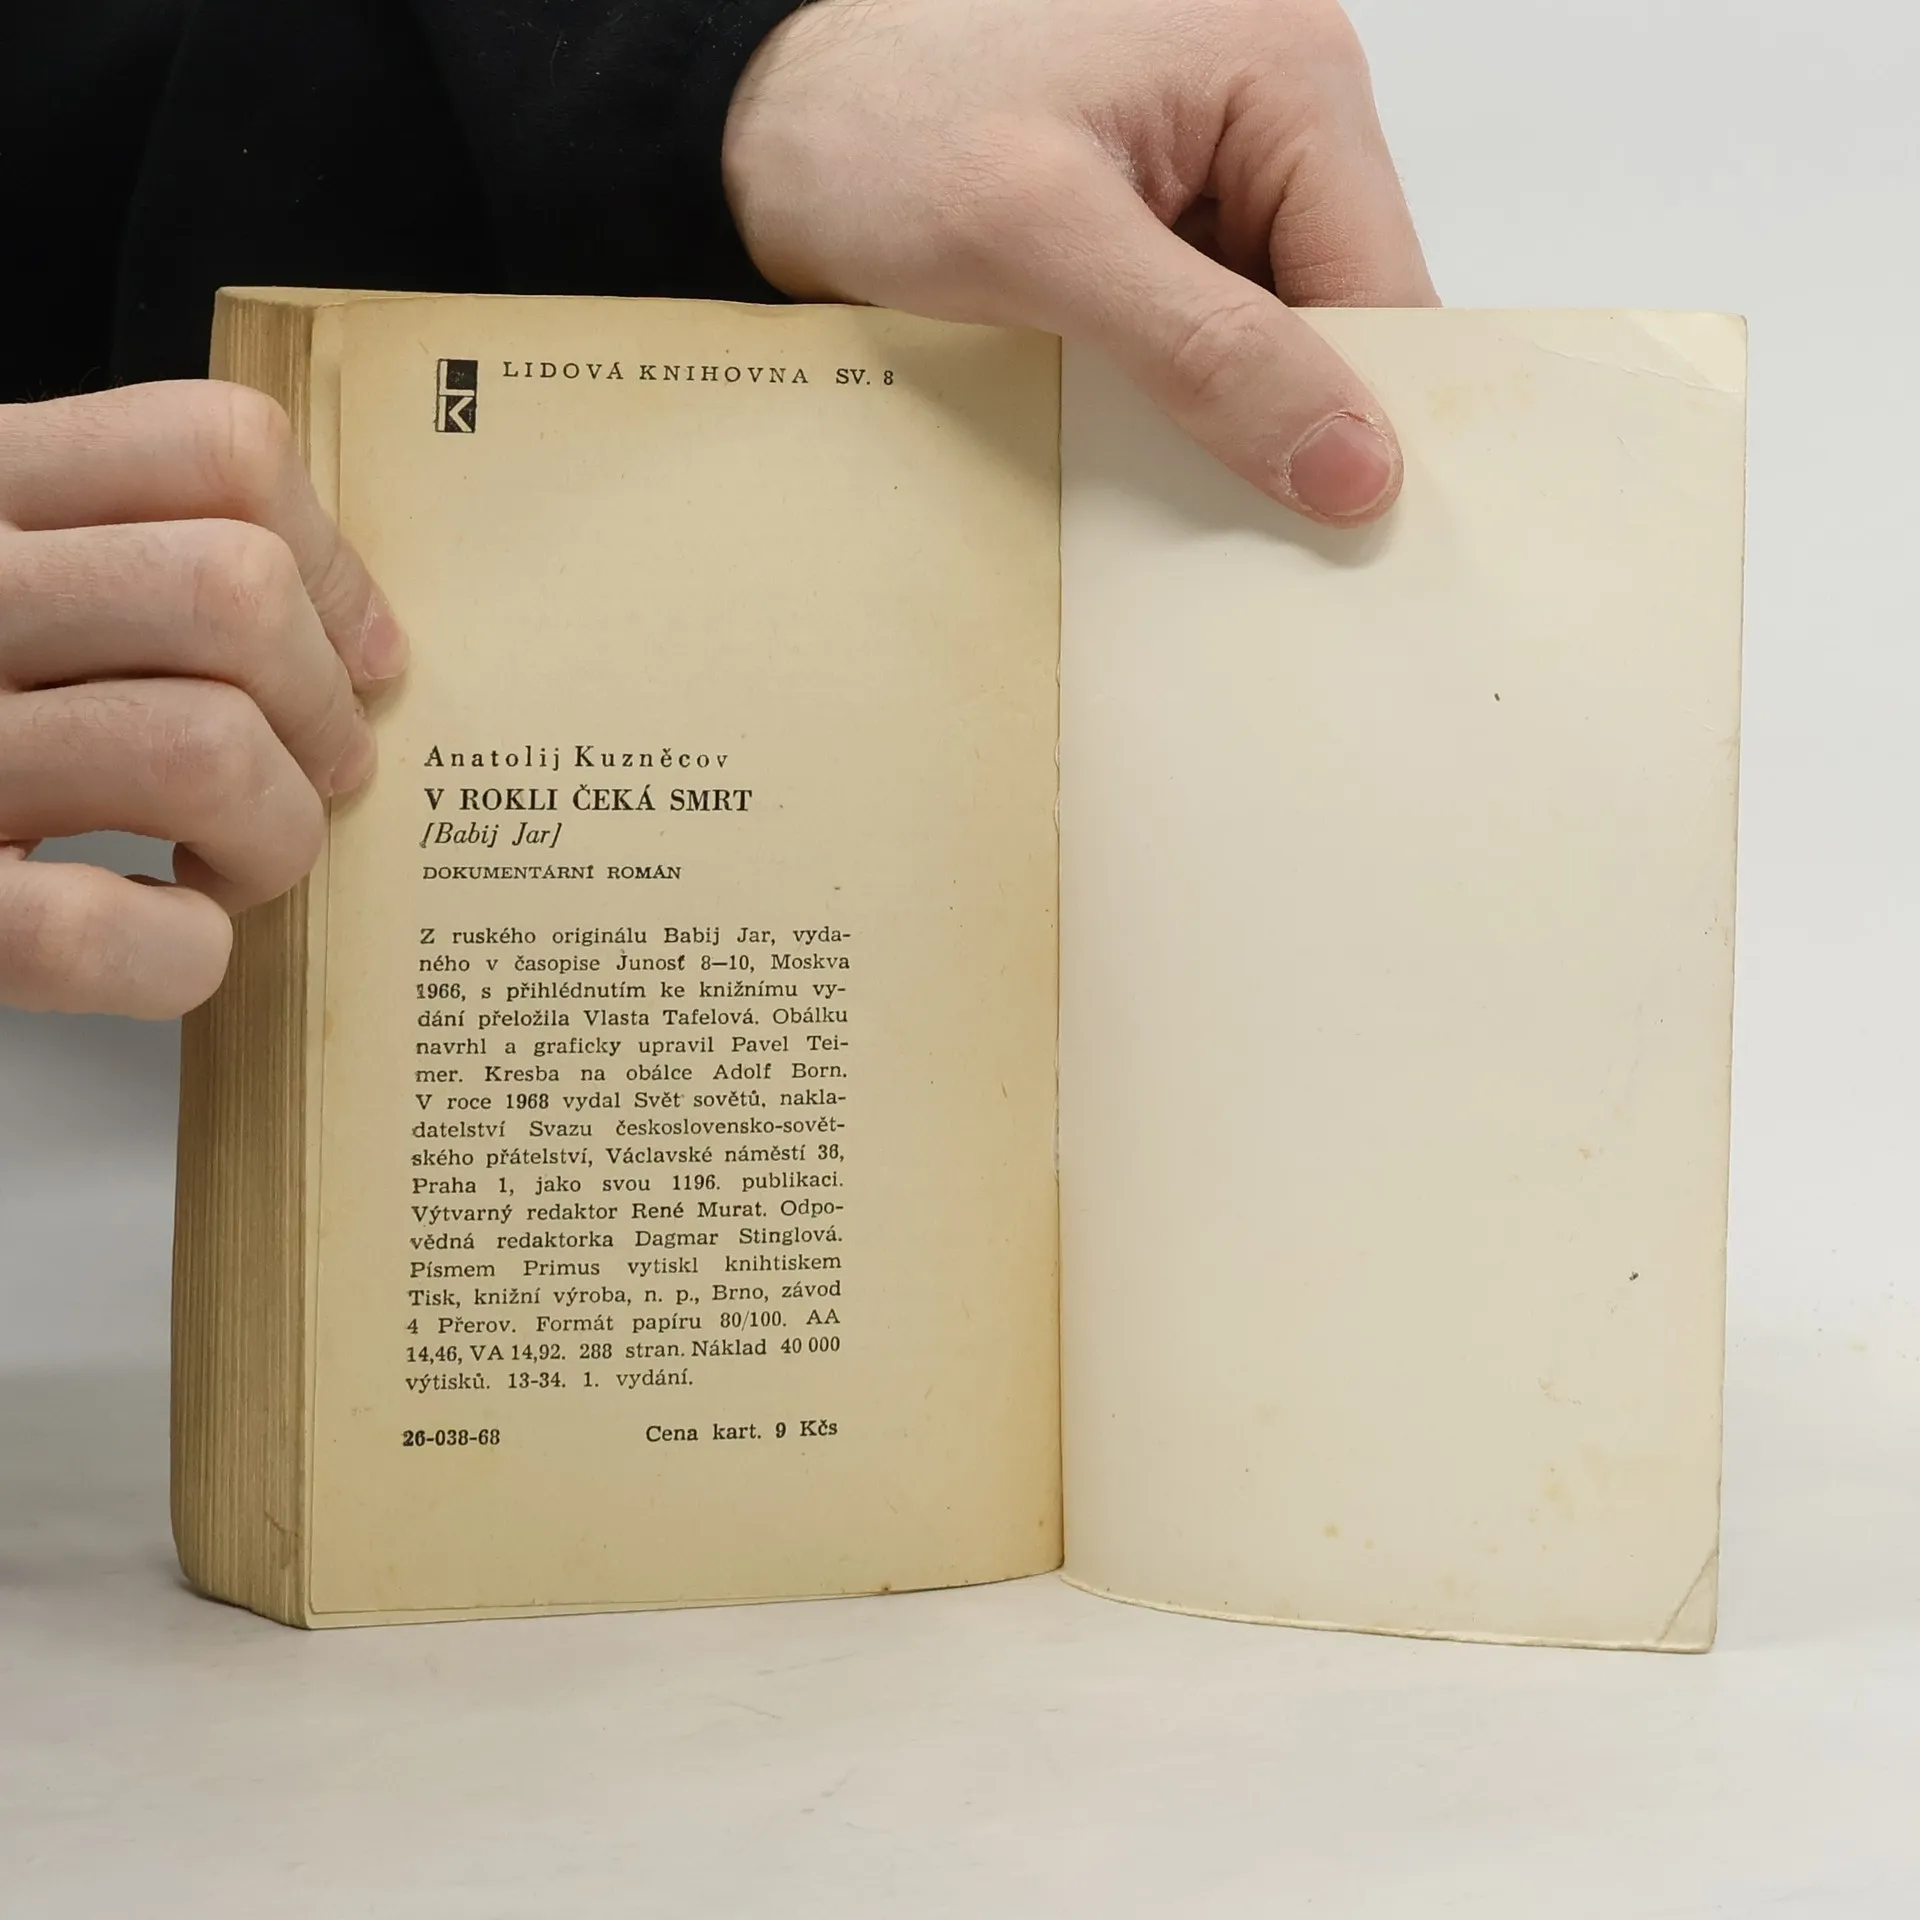 LK
LIDOVÁ KNIHOVNA SV. 8
Anatolij Kuzněcov
V ROKLI ČEKÁ SMRT
[Babij Jar]
DOKUMENTÁRNÍ ROMÁN
Z ruského originálu Babij Jar, vyda-
ného v časopise Junosť 8—10, Moskva
1966, s přihlédnutím ke knižnímu vy-
dání přeložila Vlasta Tafelová. Obálku
navrhl a graficky upravil Pavel Tei-
mer. Kresba na obálce Adolf Born.
V roce 1968 vydal Svět sovětů, nakla-
datelství Svazu československo-sovět-
ského přátelství, Václavské náměstí 36,
Praha 1, jako svou 1196. publikaci.
Výtvarný redaktor René Murat. Odpo-
vědná redaktorka Dagmar Stinglová.
Písmem Primus vytiskl knihtiskem
Tisk, knižní výroba, n. p., Brno, závod
4 Přerov. Formát papíru 80/100. AA
14,46, VA 14,92. 288 stran. Náklad 40 000
výtisků. 13-34. 1. vydání.
26-038-68 Cena kart. 9 Kčs